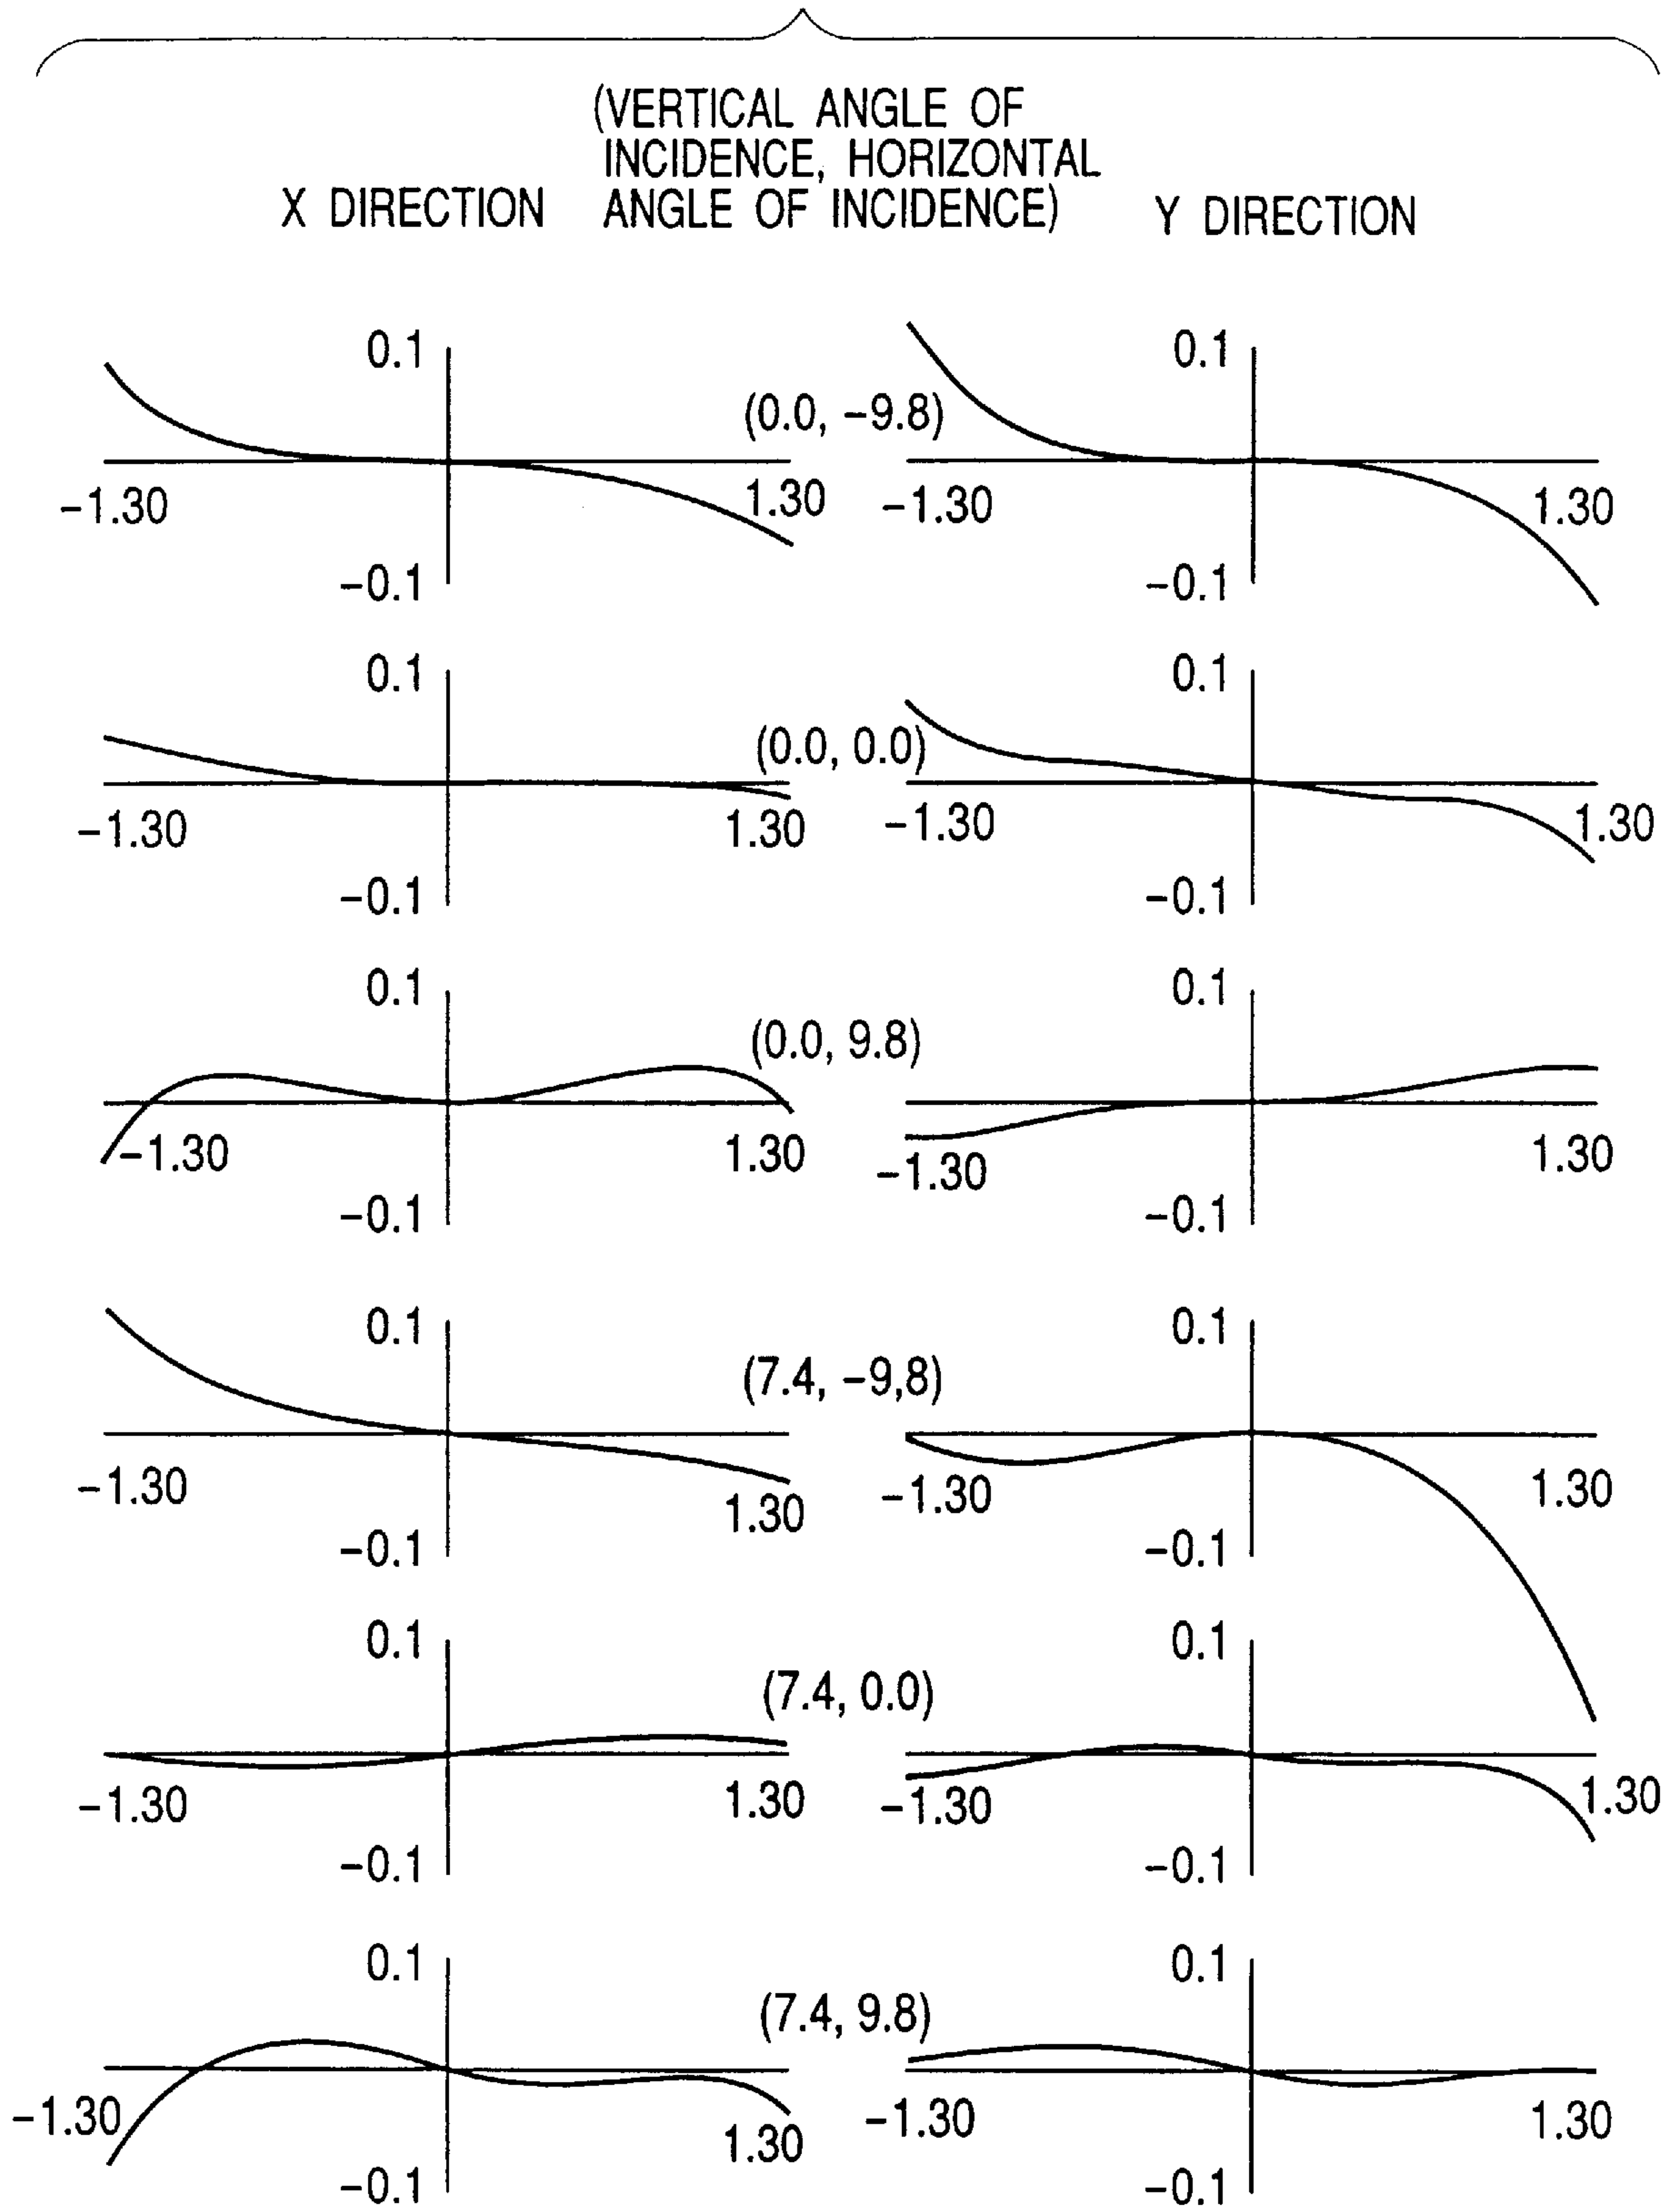 (VERTICAL ANGLE OF
INCIDENCE, HORIZONTAL
X DIRECTION ANGLE OF INCIDENCE) Y DIRECTION
0.1 0.1
(0.0, −9.8)
−1.30 1.30 −1.30 1.30
−0.1 −0.1
0.1 0.1
(0.0, 0.0)
−1.30 1.30 −1.30 1.30
−0.1 −0.1
0.1 0.1
(0.0, 9.8)
−1.30 1.30 −1.30 1.30
−0.1 −0.1
0.1 0.1
(7.4, −9,8)
−1.30 1.30 −1.30 1.30
−0.1 −0.1
0.1 0.1
(7.4, 0.0)
−1.30 1.30 −1.30 1.30
−0.1 −0.1
0.1 0.1
(7.4, 9.8)
−1.30 1.30 −1.30 1.30
−0.1 −0.1